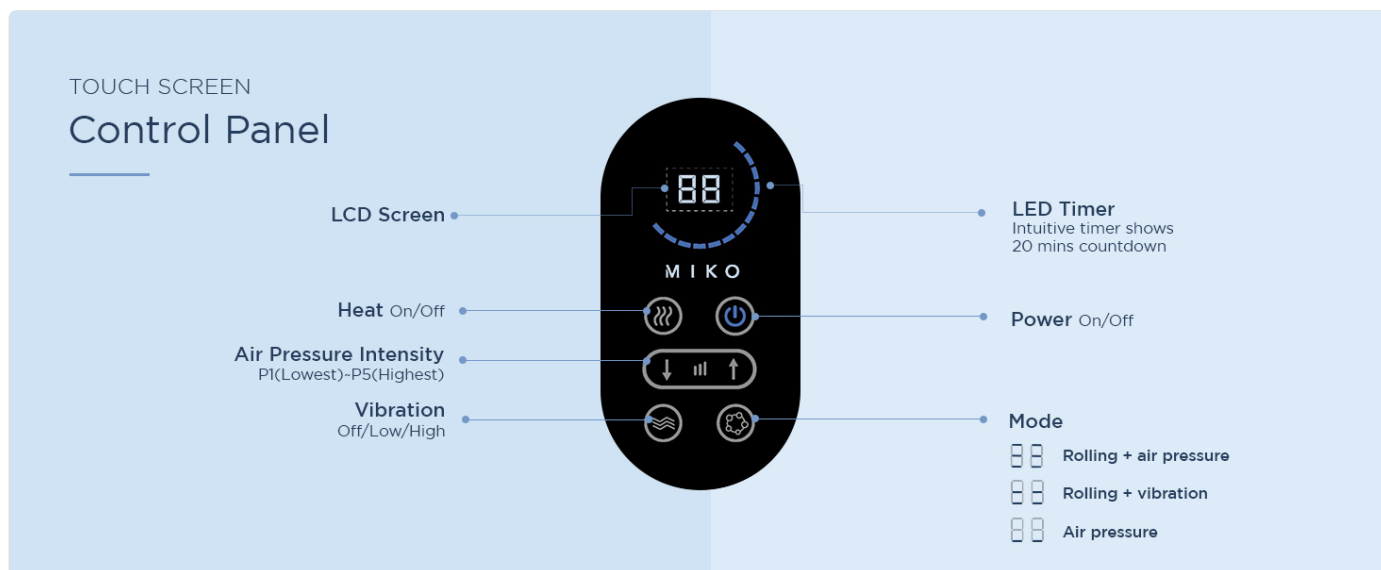 TOUCH SCREEN
Control Panel
88
LCD Screen
LED Timer
Intuitive timer shows
20 mins countdown
MIKO
Heat On/Off
Power On/Off
Air Pressure Intensity
P1(Lowest)~P5(Highest)
Vibration
Off/Low/High
Mode
Rolling + air pressure
Rolling + vibration
Air pressure